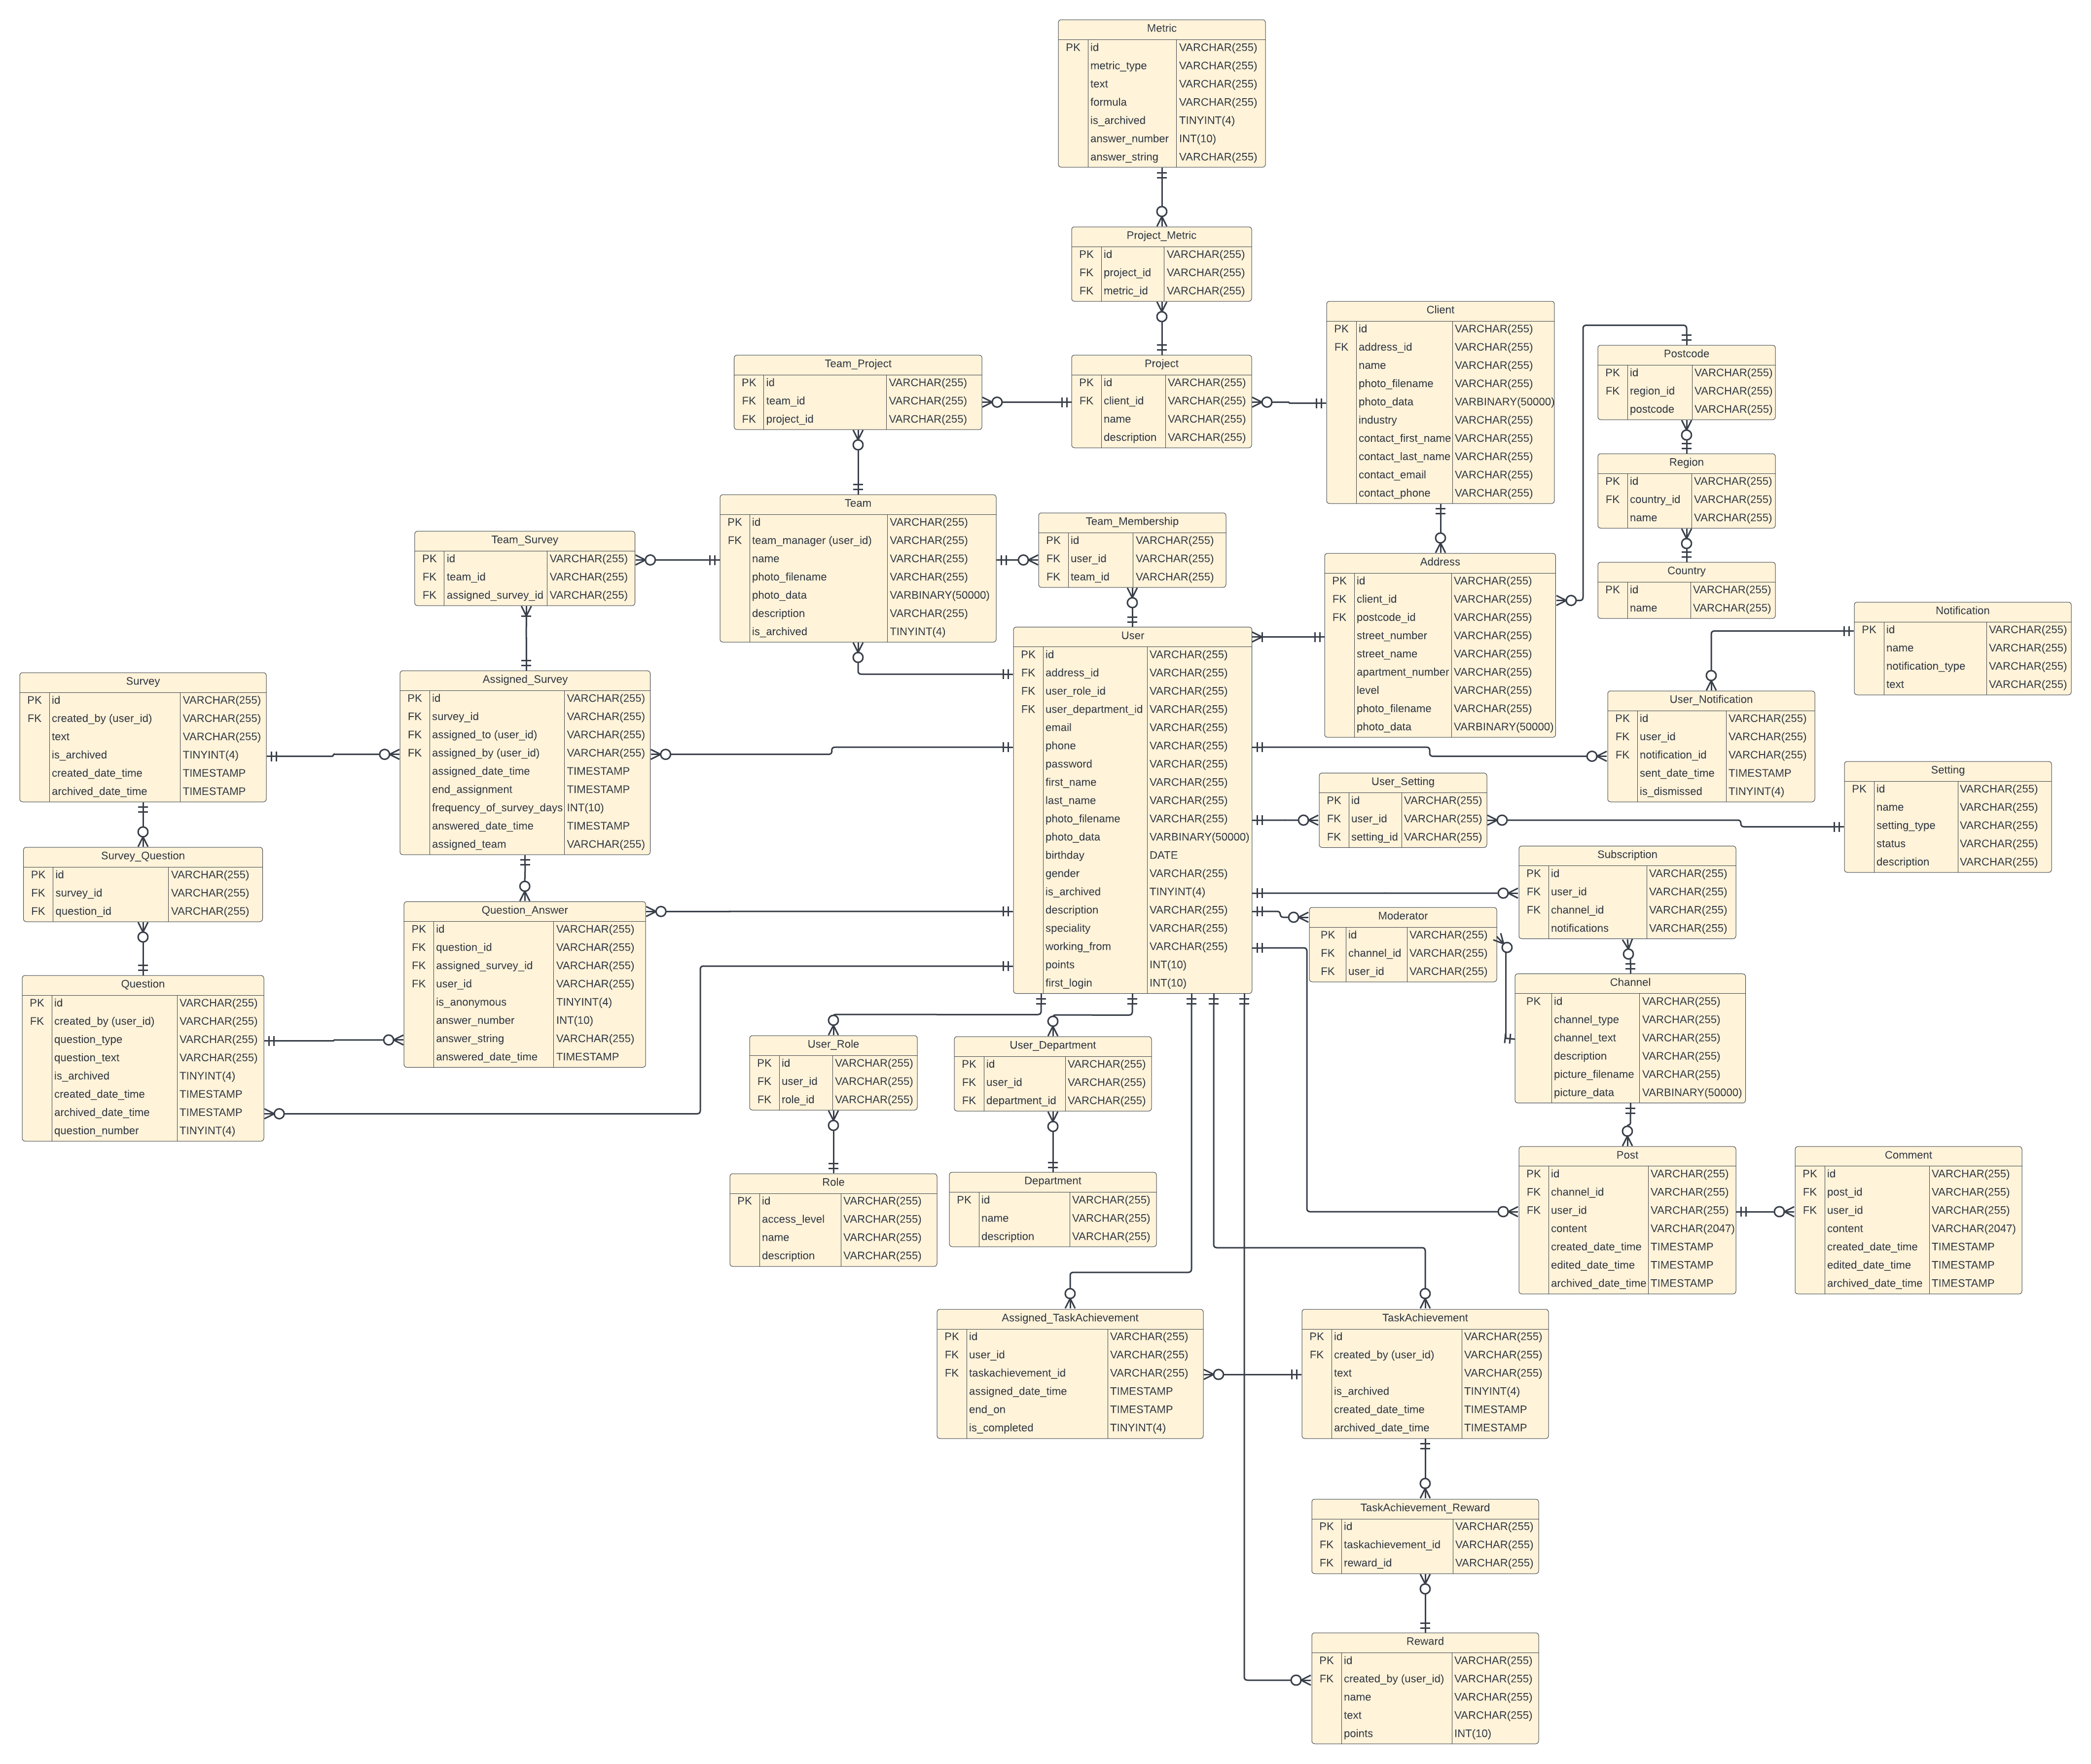 Metric
PK id VARCHAR(255)
metric_type VARCHAR(255)
text VARCHAR(255)
formula VARCHAR(255)
is_archived TINYINT(4)
answer_number INT(10)
answer_string VARCHAR(255)
Project_Metric
PK id VARCHAR(255)
FK project_id VARCHAR(255)
FK metric_id VARCHAR(255)
Client
PK id VARCHAR(255)
FK address_id VARCHAR(255)
name VARCHAR(255)
photo_filename VARCHAR(255)
photo_data VARBINARY(50000)
industry VARCHAR(255)
contact_first_name VARCHAR(255)
contact_last_name VARCHAR(255)
contact_email VARCHAR(255)
contact_phone VARCHAR(255)
Postcode
PK id VARCHAR(255)
FK region_id VARCHAR(255)
postcode VARCHAR(255)
Team_Project
PK id VARCHAR(255)
FK team_id VARCHAR(255)
FK project_id VARCHAR(255)
Project
PK id VARCHAR(255)
FK client_id VARCHAR(255)
name VARCHAR(255)
description VARCHAR(255)
Region
PK id VARCHAR(255)
FK country_id VARCHAR(255)
name VARCHAR(255)
Team
PK id VARCHAR(255)
FK team_manager (user_id) VARCHAR(255)
name VARCHAR(255)
photo_filename VARCHAR(255)
photo_data VARBINARY(50000)
description VARCHAR(255)
is_archived TINYINT(4)
Team_Membership
PK id VARCHAR(255)
FK user_id VARCHAR(255)
FK team_id VARCHAR(255)
Team_Survey
PK id VARCHAR(255)
FK team_id VARCHAR(255)
FK assigned_survey_id VARCHAR(255)
Address
PK id VARCHAR(255)
FK client_id VARCHAR(255)
FK postcode_id VARCHAR(255)
street_number VARCHAR(255)
street_name VARCHAR(255)
apartment_number VARCHAR(255)
level VARCHAR(255)
photo_filename VARCHAR(255)
photo_data VARBINARY(50000)
Country
PK id VARCHAR(255)
name VARCHAR(255)
Notification
PK id VARCHAR(255)
name VARCHAR(255)
notification_type VARCHAR(255)
text VARCHAR(255)
User
PK id VARCHAR(255)
FK address_id VARCHAR(255)
FK user_role_id VARCHAR(255)
FK user_department_id VARCHAR(255)
email VARCHAR(255)
phone VARCHAR(255)
password VARCHAR(255)
first_name VARCHAR(255)
last_name VARCHAR(255)
photo_filename VARCHAR(255)
photo_data VARBINARY(50000)
birthday DATE
gender VARCHAR(255)
is_archived TINYINT(4)
description VARCHAR(255)
speciality VARCHAR(255)
working_from VARCHAR(255)
points INT(10)
first_login INT(10)
Survey
PK id VARCHAR(255)
FK created_by (user_id) VARCHAR(255)
text VARCHAR(255)
is_archived TINYINT(4)
created_date_time TIMESTAMP
archived_date_time TIMESTAMP
Assigned_Survey
PK id VARCHAR(255)
FK survey_id VARCHAR(255)
FK assigned_to (user_id) VARCHAR(255)
FK assigned_by (user_id) VARCHAR(255)
assigned_date_time TIMESTAMP
end_assignment TIMESTAMP
frequency_of_survey_days INT(10)
answered_date_time TIMESTAMP
assigned_team VARCHAR(255)
User_Notification
PK id VARCHAR(255)
FK user_id VARCHAR(255)
FK notification_id VARCHAR(255)
sent_date_time TIMESTAMP
is_dismissed TINYINT(4)
User_Setting
PK id VARCHAR(255)
FK user_id VARCHAR(255)
FK setting_id VARCHAR(255)
Setting
PK id VARCHAR(255)
name VARCHAR(255)
setting_type VARCHAR(255)
status VARCHAR(255)
description VARCHAR(255)
Survey_Question
PK id VARCHAR(255)
FK survey_id VARCHAR(255)
FK question_id VARCHAR(255)
Subscription
PK id VARCHAR(255)
FK user_id VARCHAR(255)
FK channel_id VARCHAR(255)
notifications VARCHAR(255)
Question_Answer
PK id VARCHAR(255)
FK question_id VARCHAR(255)
FK assigned_survey_id VARCHAR(255)
FK user_id VARCHAR(255)
is_anonymous TINYINT(4)
answer_number INT(10)
answer_string VARCHAR(255)
answered_date_time TIMESTAMP
Moderator
PK id VARCHAR(255)
FK channel_id VARCHAR(255)
FK user_id VARCHAR(255)
Question
PK id VARCHAR(255)
FK created_by (user_id) VARCHAR(255)
question_type VARCHAR(255)
question_text VARCHAR(255)
is_archived TINYINT(4)
created_date_time TIMESTAMP
archived_date_time TIMESTAMP
question_number TINYINT(4)
Channel
PK id VARCHAR(255)
channel_type VARCHAR(255)
channel_text VARCHAR(255)
description VARCHAR(255)
picture_filename VARCHAR(255)
picture_data VARBINARY(50000)
User_Role
PK id VARCHAR(255)
FK user_id VARCHAR(255)
FK role_id VARCHAR(255)
User_Department
PK id VARCHAR(255)
FK user_id VARCHAR(255)
FK department_id VARCHAR(255)
Role
PK id VARCHAR(255)
access_level VARCHAR(255)
name VARCHAR(255)
description VARCHAR(255)
Department
PK id VARCHAR(255)
name VARCHAR(255)
description VARCHAR(255)
Post
PK id VARCHAR(255)
FK channel_id VARCHAR(255)
FK user_id VARCHAR(255)
content VARCHAR(2047)
created_date_time TIMESTAMP
edited_date_time TIMESTAMP
archived_date_time TIMESTAMP
Comment
PK id VARCHAR(255)
FK post_id VARCHAR(255)
FK user_id VARCHAR(255)
content VARCHAR(2047)
created_date_time TIMESTAMP
edited_date_time TIMESTAMP
archived_date_time TIMESTAMP
Assigned_TaskAchievement
PK id VARCHAR(255)
FK user_id VARCHAR(255)
FK taskachievement_id VARCHAR(255)
assigned_date_time TIMESTAMP
end_on TIMESTAMP
is_completed TINYINT(4)
TaskAchievement
PK id VARCHAR(255)
FK created_by (user_id) VARCHAR(255)
text VARCHAR(255)
is_archived TINYINT(4)
created_date_time TIMESTAMP
archived_date_time TIMESTAMP
TaskAchievement_Reward
PK id VARCHAR(255)
FK taskachievement_id VARCHAR(255)
FK reward_id VARCHAR(255)
Reward
PK id VARCHAR(255)
FK created_by (user_id) VARCHAR(255)
name VARCHAR(255)
text VARCHAR(255)
points INT(10)